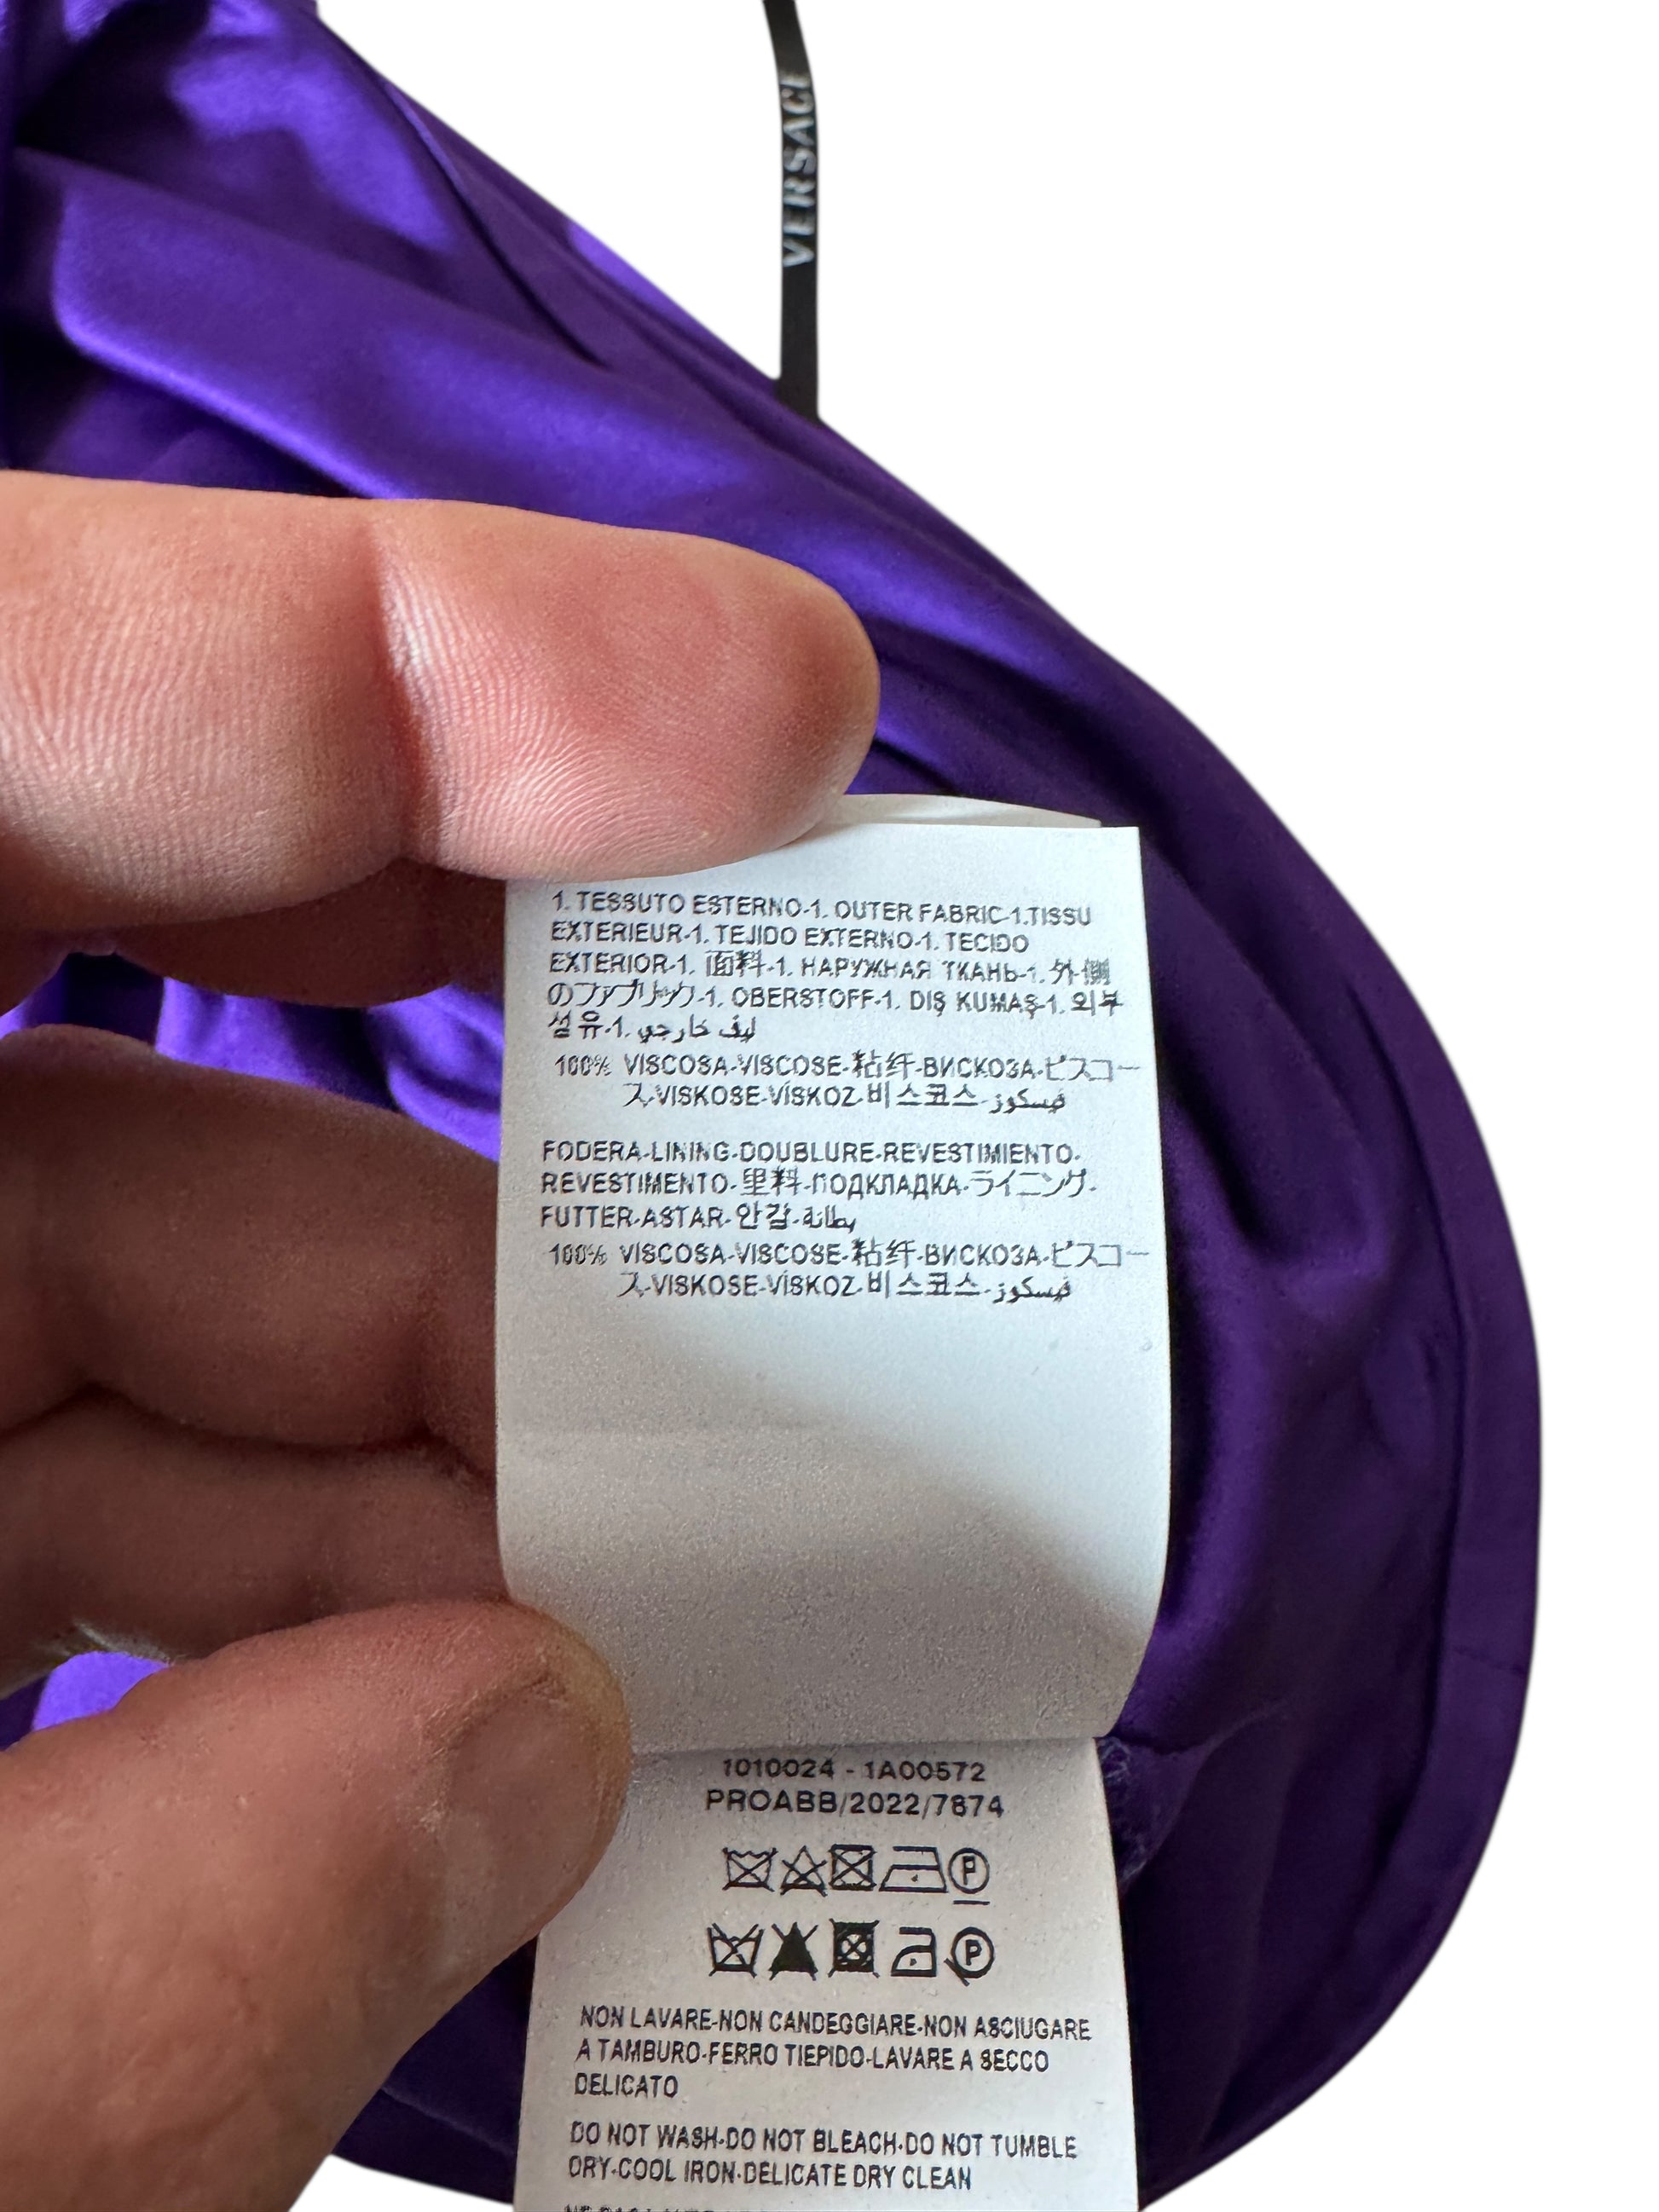 VERSACE
1. TESSUTO ESTERNO-1. OUTER FABRIC-1.TISSU
EXTERIEUR-1. TEJIDO EXTERNO-1. TECIDO
EXTERIOR-1. 面料-1. НАРУЖНАЯ ТКАНЬ-1. 外側
のファブリック-1. OBERSTOFF-1. DIŞ KUMAŞ-1. 외부
섬유-1. ليف خارجي
100% VISCOSA-VISCOSE-粘纤-ВИСКОЗА-ビスコー
ス-VISKOSE-VİSKOZ-비스코스-فيسكوز
FODERA-LINING-DOUBLURE-REVESTIMIENTO-
REVESTIMENTO-里料-ПОДКЛАДКА-ライニング-
FUTTER-ASTAR-안감-بطانة
100% VISCOSA-VISCOSE-粘纤-ВИСКОЗА-ビスコー
ス-VISKOSE-VİSKOZ-비스코스-فيسكوز
1010024 - 1A00572
PROABB/2022/7874
P
P
NON LAVARE-NON CANDEGGIARE-NON ASCIUGARE
A TAMBURO-FERRO TIEPIDO-LAVARE A SECCO
DELICATO
DO NOT WASH-DO NOT BLEACH-DO NOT TUMBLE
DRY-COOL IRON-DELICATE DRY CLEAN